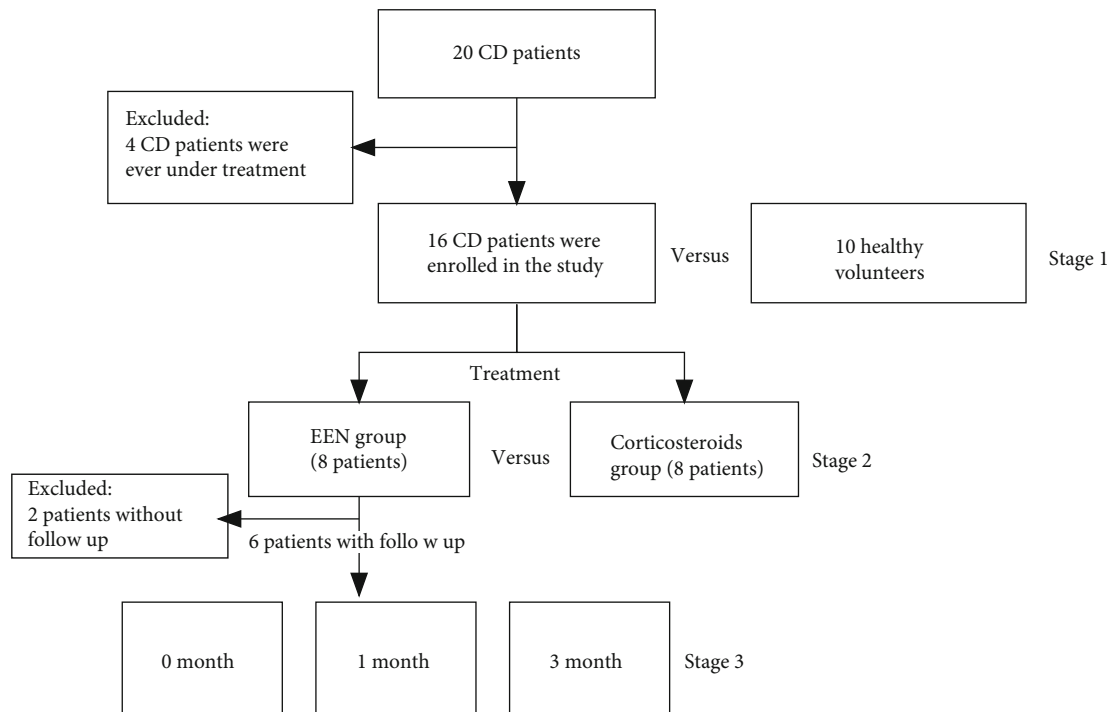 20 CD patients
Excluded:
4 CD patients were
ever under treatment
16 CD patients were
enrolled in the study
Versus
10 healthy
volunteers
Stage 1
Treatment
EEN group
(8 patients)
Versus
Corticosteroids
group (8 patients)
Stage 2
Excluded:
2 patients without
follow up
6 patients with follo w up
0 month
1 month
3 month
Stage 3